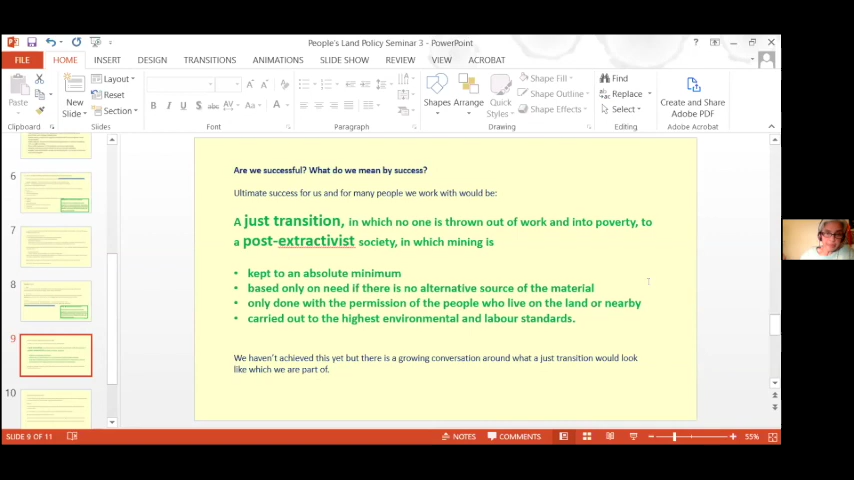 People's Land Policy Seminar 3 - PowerPoint
FILE HOME INSERT DESIGN TRANSITIONS ANIMATIONS SLIDE SHOW REVIEW VIEW ACROBAT
Paste
Clipboard
New
Slide
Layout
Reset
Section
Slides
B I U S abc AV Aa A
Font
Paragraph
Shapes
Arrange
Quick
Styles
Shape Fill
Shape Outline
Shape Effects
Drawing
Find
Replace
Select
Editing
Create and Share
Adobe PDF
Adobe Acrobat
6
7
8
9
10
Are we successful? What do we mean by success?
Ultimate success for us and for many people we work with would be:
A just transition, in which no one is thrown out of work and into poverty, to
a post-extractivist society, in which mining is
• kept to an absolute minimum
• based only on need if there is no alternative source of the material
• only done with the permission of the people who live on the land or nearby
• carried out to the highest environmental and labour standards.
We haven't achieved this yet but there is a growing conversation around what a just transition would look
like which we are part of.
SLIDE 9 OF 11
NOTES
COMMENTS
55%